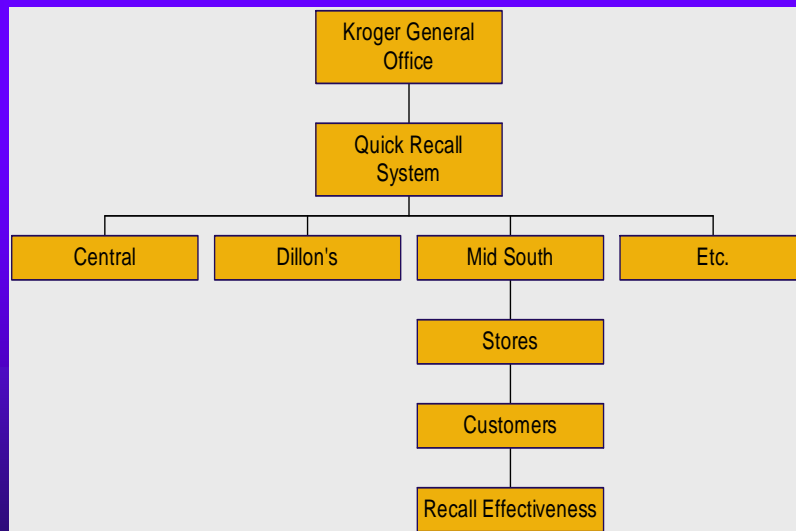 Kroger General
Office
Quick Recall
System
Central
Dillon's
Mid South
Etc.
Stores
Customers
Recall Effectiveness